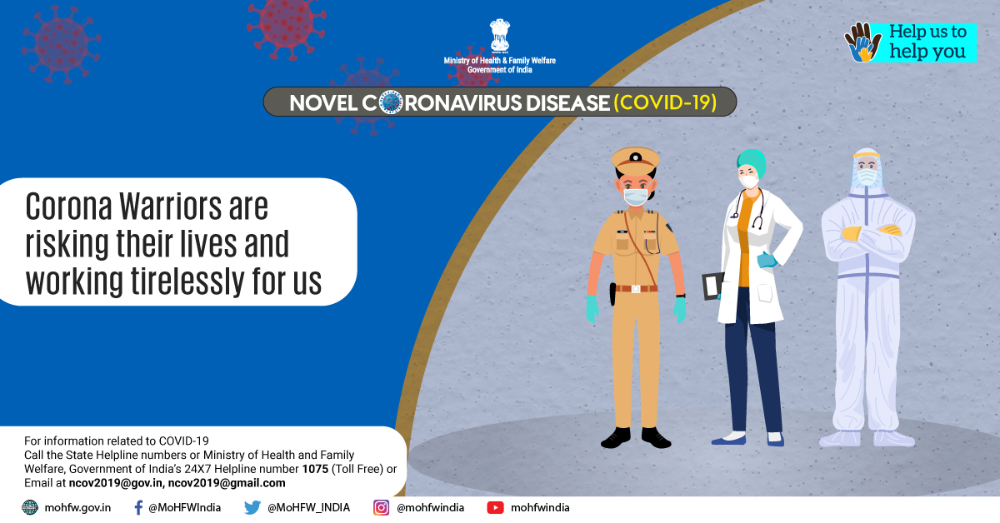 Ministry of Health & Family Welfare
Government of India
Help us to
help you
NOVEL CORONAVIRUS DISEASE (COVID-19)
Corona Warriors are
risking their lives and
working tirelessly for us
For information related to COVID-19
Call the State Helpline numbers or Ministry of Health and Family
Welfare, Government of India's 24X7 Helpline number 1075 (Toll Free) or
Email at ncov2019@gov.in, ncov2019@gmail.com
mohfw.gov.in @MoHFWIndia @MoHFW_INDIA @mohfwindia mohfwindia